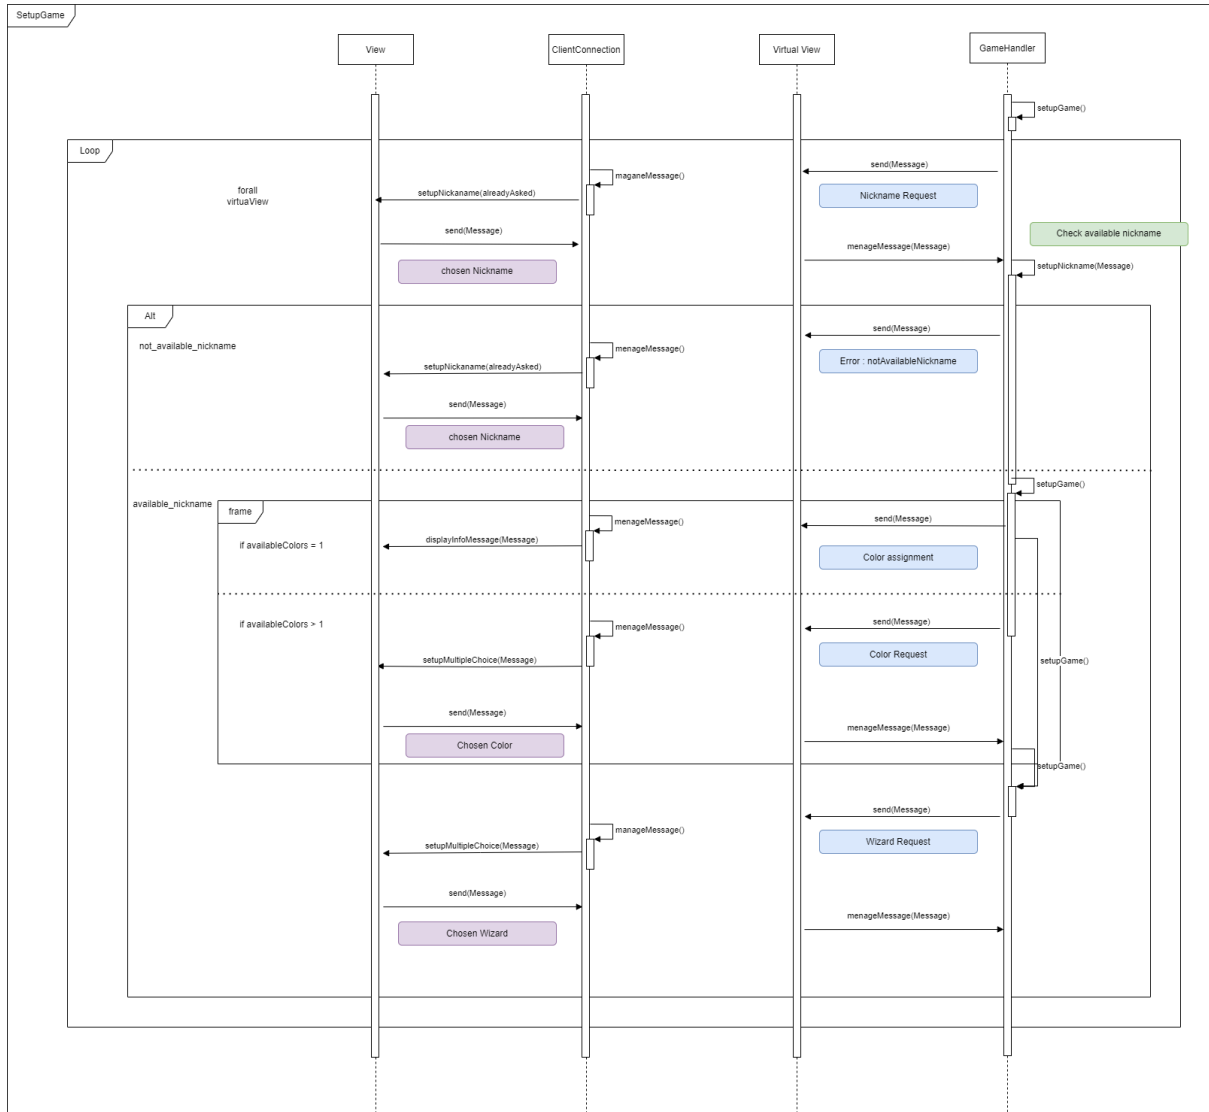 SetupGame
View
ClientConnection
Virtual View
GameHandler
setupGame()
Loop
send(Message)
maganeMessage()
forall
virtuaView
setupNickaname(alreadyAsked)
Nickname Request
send(Message)
Check available nickname
menageMessage(Message)
chosen Nickname
setupNickname(Message)
Alt
send(Message)
not_available_nickname
menageMessage()
setupNickaname(alreadyAsked)
Error : notAvailableNickname
send(Message)
chosen Nickname
setupGame()
available_nickname
frame
menageMessage()
send(Message)
if availableColors = 1
displayInfoMessage(Message)
Color assignment
if availableColors > 1
menageMessage()
send(Message)
setupMultipleChoice(Message)
Color Request
setupGame()
send(Message)
menageMessage(Message)
Chosen Color
setupGame()
send(Message)
manageMessage()
setupMultipleChoice(Message)
Wizard Request
send(Message)
menageMessage(Message)
Chosen Wizard